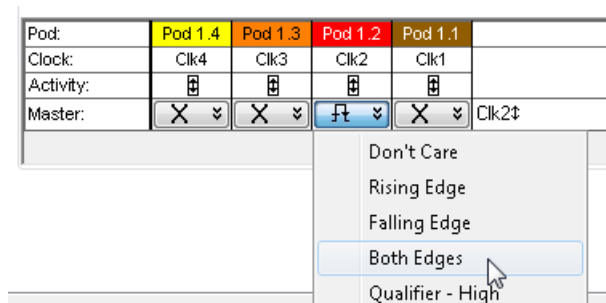 Pod: Pod 1.4 Pod 1.3 Pod 1.2 Pod 1.1
Clock: Clk4 Clk3 Clk2 Clk1
Activity: ↕ ↕ ↕ ↕
Master: X X X Clk2↕
Don't Care
Rising Edge
Falling Edge
Both Edges
Qualifier - High